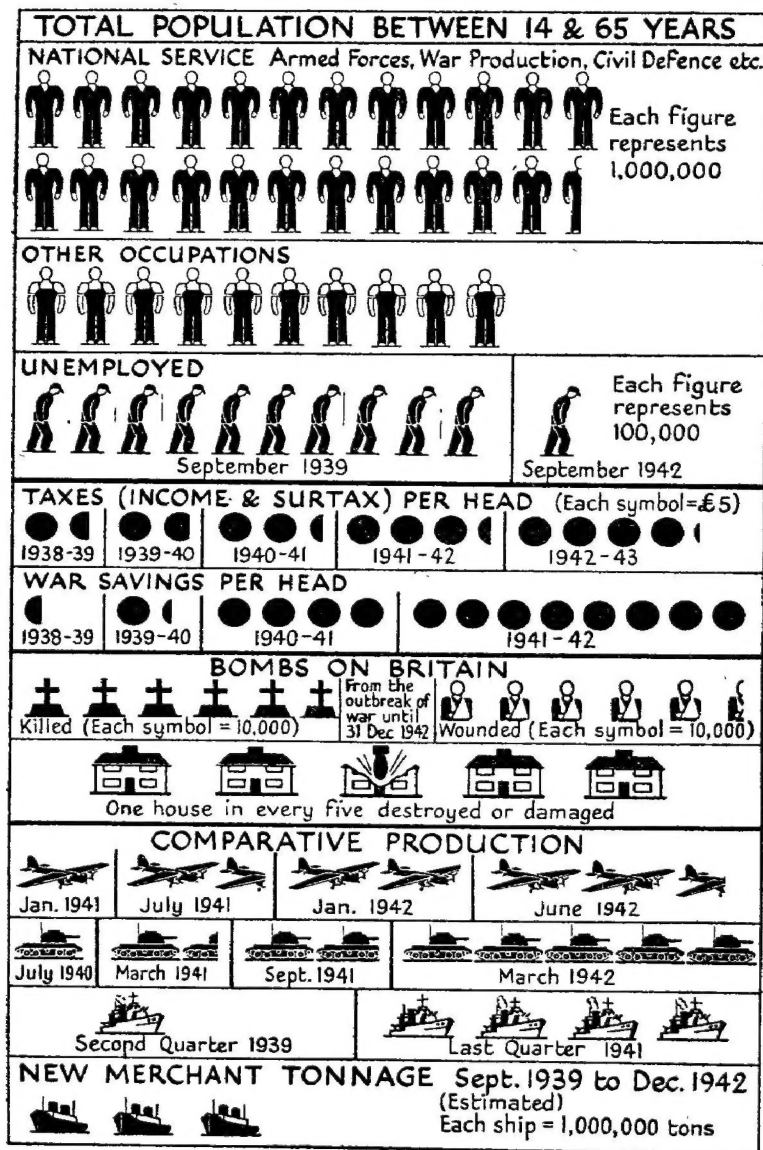 TOTAL POPULATION BETWEEN 14 & 65 YEARS
NATIONAL SERVICE Armed Forces, War Production, Civil Defence etc.
Each figure
represents
1,000,000
OTHER OCCUPATIONS
UNEMPLOYED
September 1939
Each figure
represents
100,000
September 1942
TAXES (INCOME & SURTAX) PER HEAD (Each symbol=£5)
1938-39
1939-40
1940-41
1941-42
1942-43
WAR SAVINGS PER HEAD
1938-39
1939-40
1940-41
1941-42
BOMBS ON BRITAIN
Killed (Each symbol = 10,000)
From the
outbreak of
war until
31 Dec 1942
Wounded (Each symbol = 10,000)
One house in every five destroyed or damaged
COMPARATIVE PRODUCTION
Jan. 1941
July 1941
Jan. 1942
June 1942
July 1940
March 1941
Sept. 1941
March 1942
Second Quarter 1939
Last Quarter 1941
NEW MERCHANT TONNAGE Sept. 1939 to Dec. 1942
(Estimated)
Each ship = 1,000,000 tons